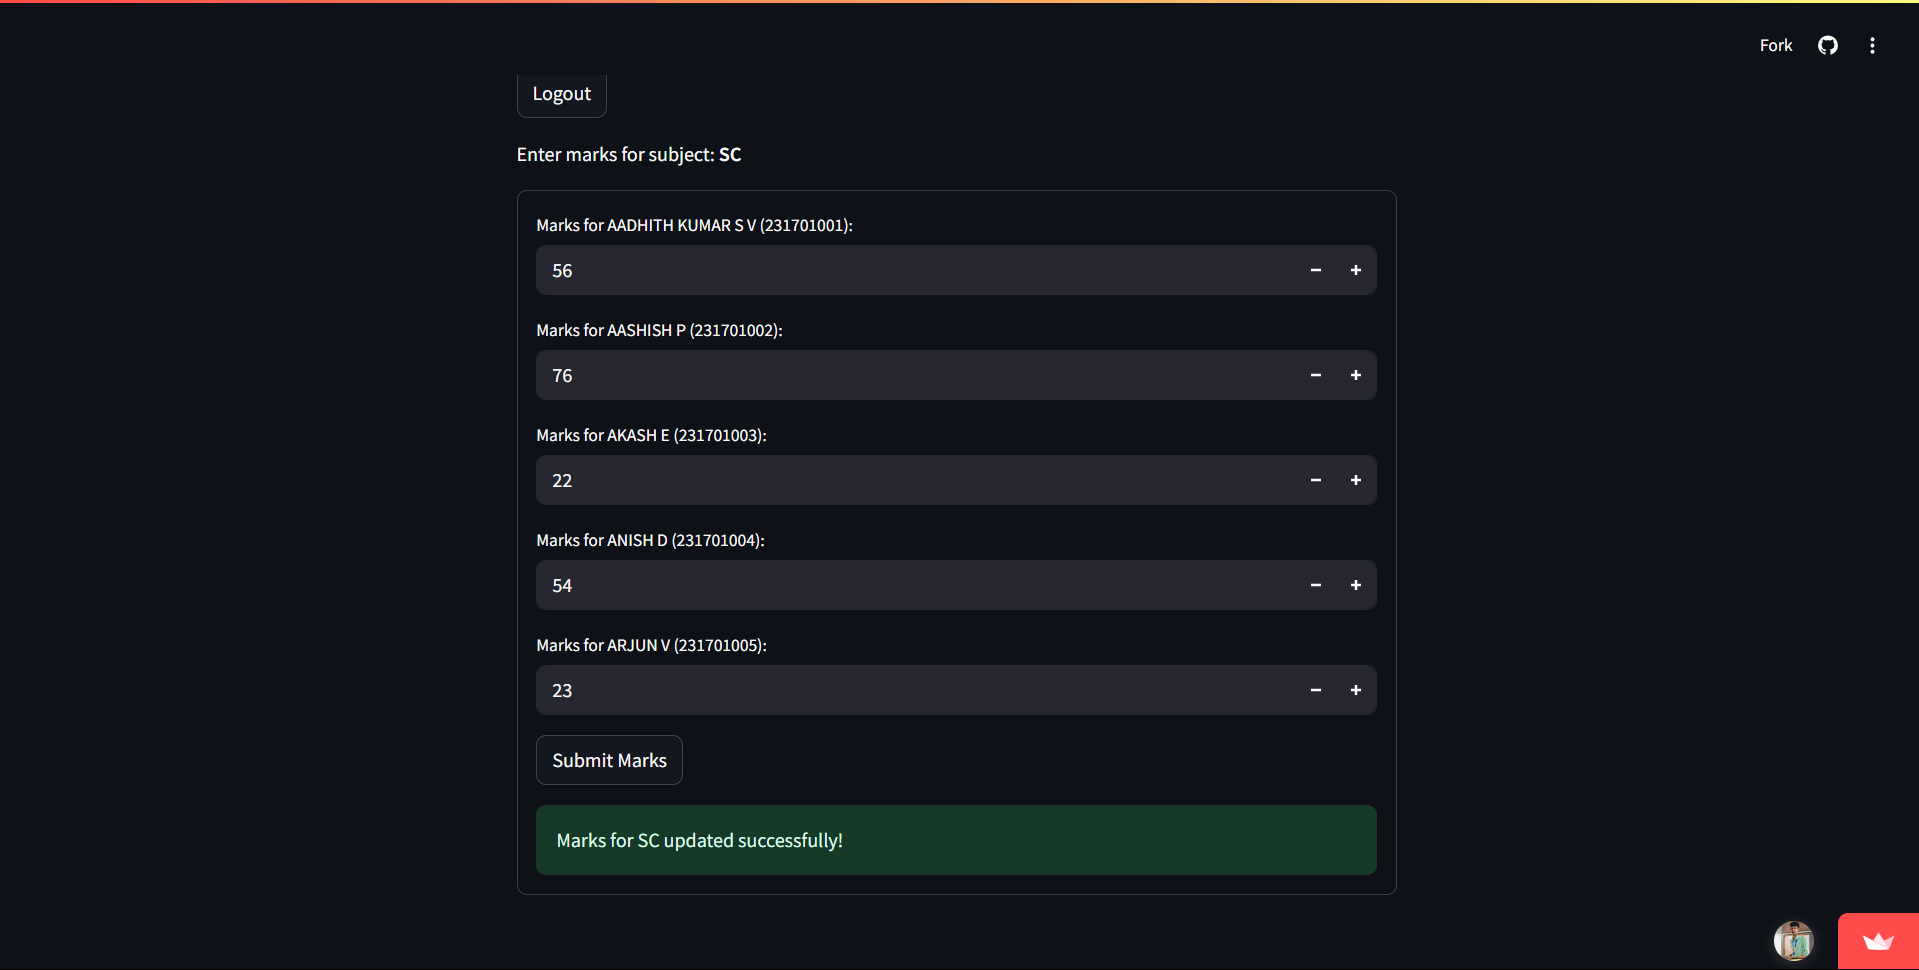 Fork
Logout
Enter marks for subject: SC
Marks for AADHITH KUMAR S V (231701001):
56
Marks for AASHISH P (231701002):
76
Marks for AKASH E (231701003):
22
Marks for ANISH D (231701004):
54
Marks for ARJUN V (231701005):
23
Submit Marks
Marks for SC updated successfully!